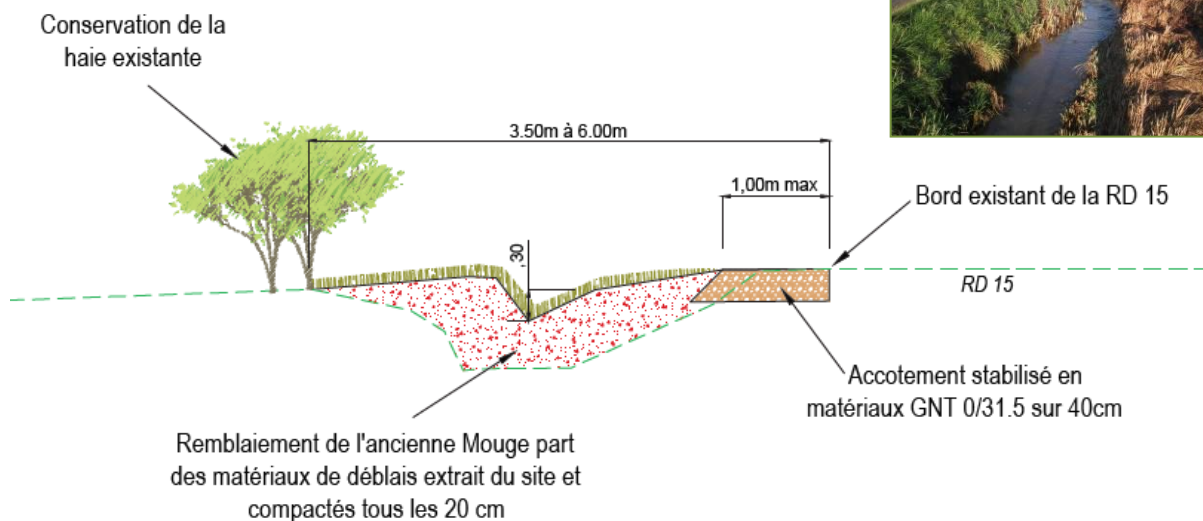 Conservation de la
haie existante
3.50m à 6.00m
1,00m max
Bord existant de la RD 15
,30
RD 15
Accotement stabilisé en
matériaux GNT 0/31.5 sur 40cm
Remblaiement de l'ancienne Mouge part
des matériaux de déblais extrait du site et
compactés tous les 20 cm